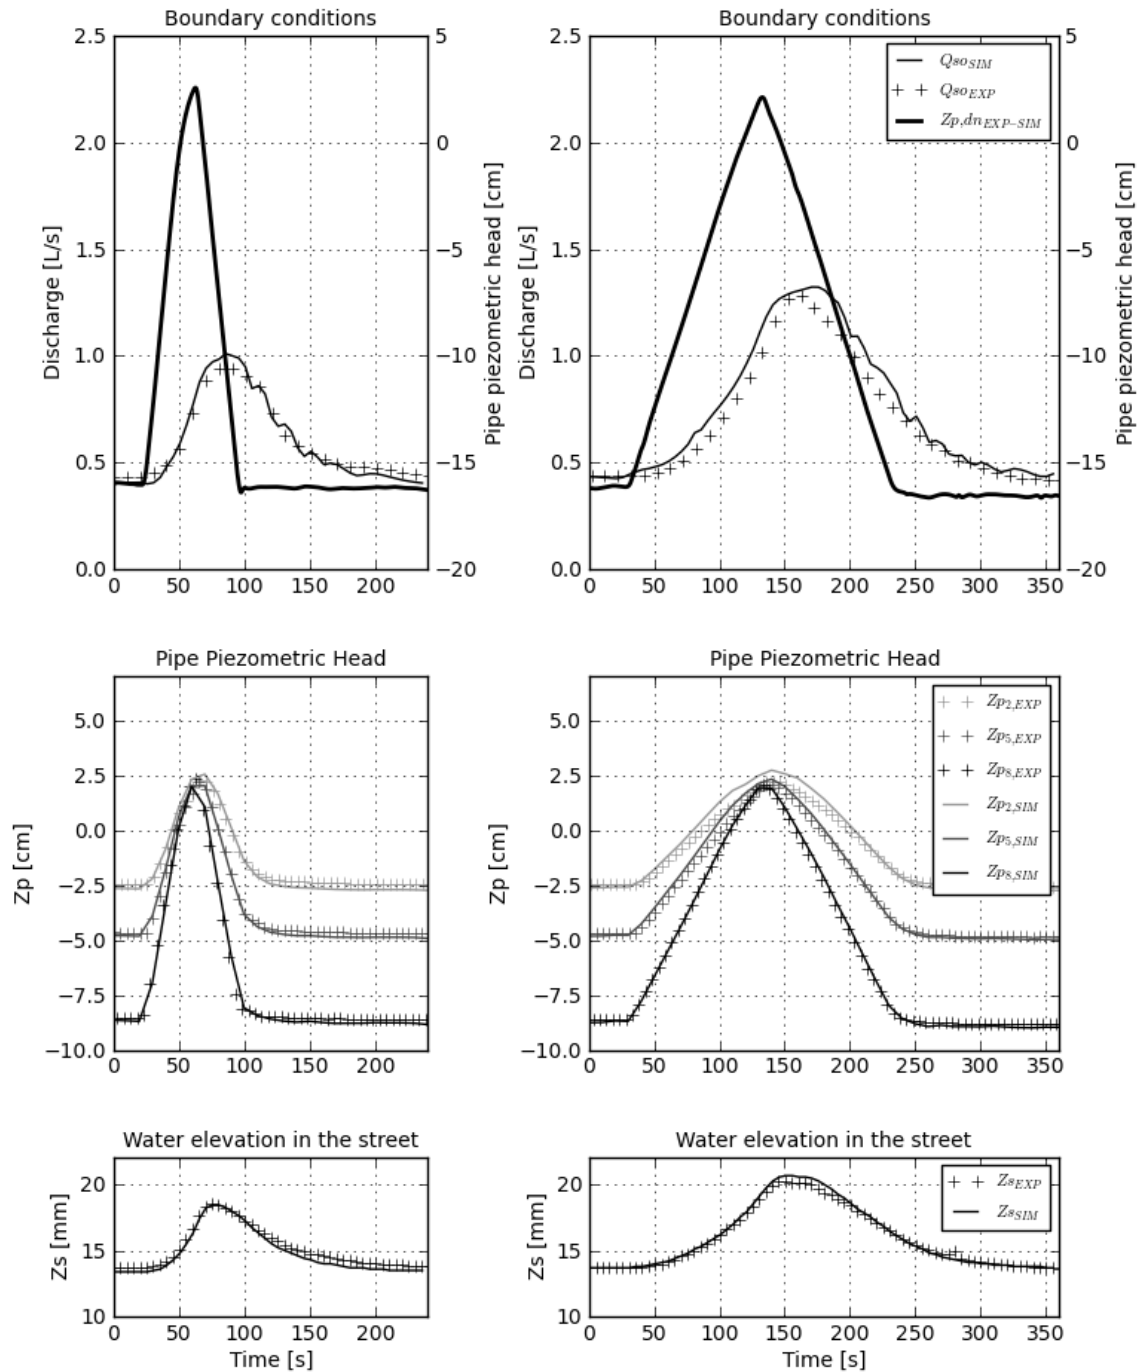 Boundary conditions
2.5
2.0
1.5
1.0
0.5
0.0
Discharge [L/s]
5
0
−5
−10
−15
−20
Pipe piezometric head [cm]
0 50 100 150 200
Boundary conditions
Discharge [L/s]
Qso_SIM
Qso_EXP
Zp,dn_EXP−SIM
2.5
2.0
1.5
1.0
0.5
0.0
5
0
−5
−10
−15
−20
Pipe piezometric head [cm]
0 50 100 150 200 250 300 350
Pipe Piezometric Head
5.0
2.5
0.0
−2.5
−5.0
−7.5
−10.0
Zp [cm]
0 50 100 150 200
Pipe Piezometric Head
Zp2,EXP
Zp5,EXP
Zp8,EXP
Zp2,SIM
Zp5,SIM
Zp8,SIM
5.0
2.5
0.0
−2.5
−5.0
−7.5
−10.0
Zp [cm]
0 50 100 150 200 250 300 350
Water elevation in the street
20
15
10
Zs [mm]
0 50 100 150 200
Time [s]
Water elevation in the street
Zs_EXP
Zs_SIM
20
15
10
Zs [mm]
0 50 100 150 200 250 300 350
Time [s]